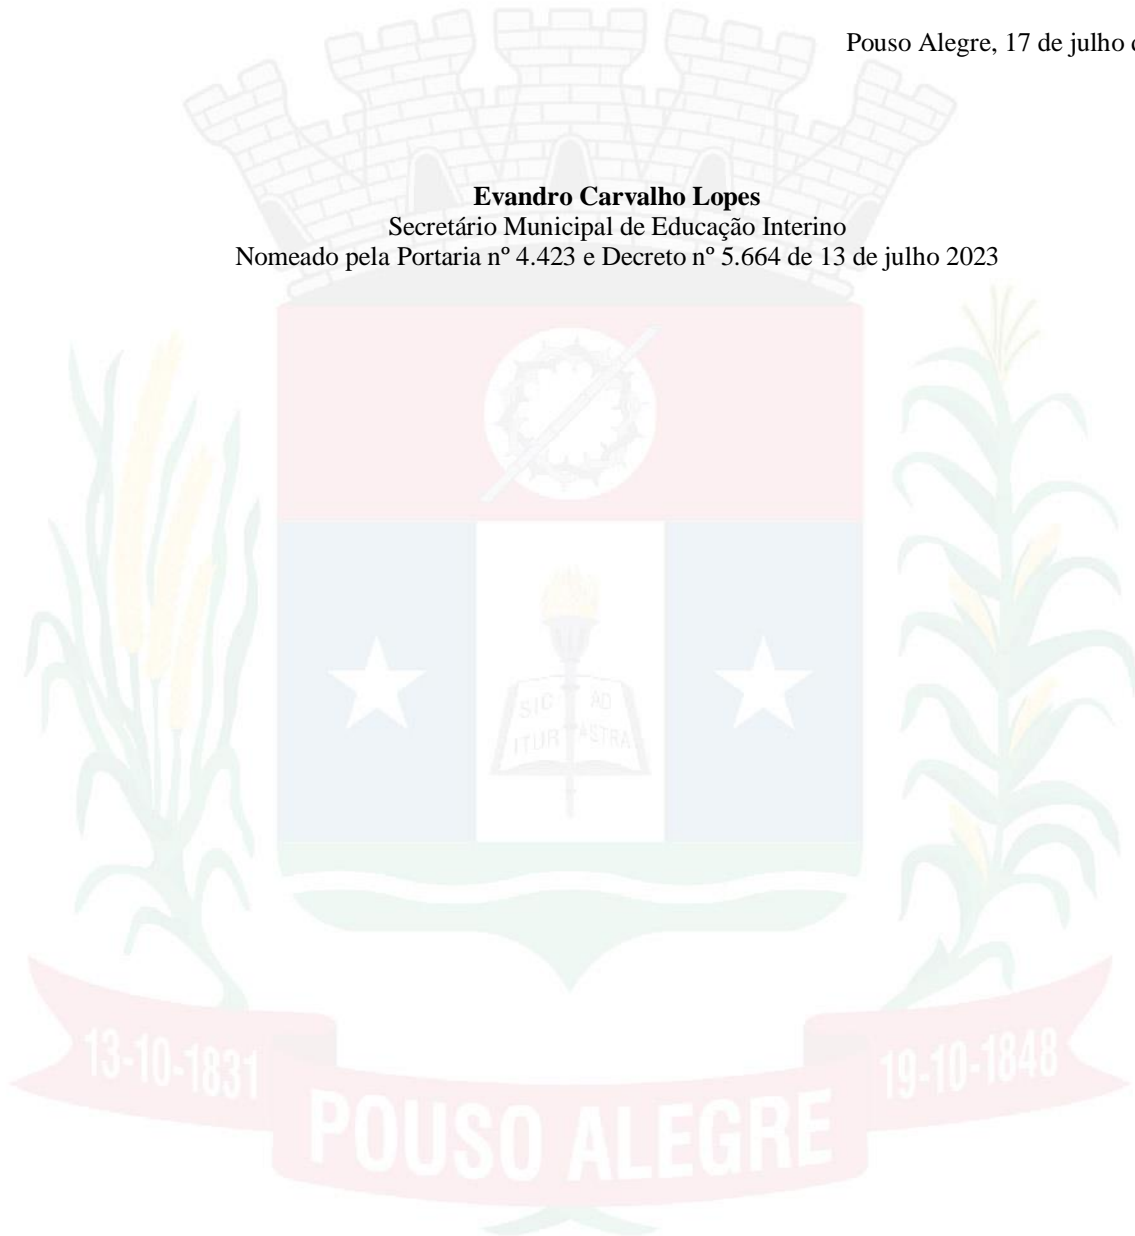 Pouso Alegre, 17 de julho
Evandro Carvalho Lopes
Secretário Municipal de Educação Interino
Nomeado pela Portaria nº 4.423 e Decreto nº 5.664 de 13 de julho 2023
SIC AD
ITUR ASTRA
13-10-1831
19-10-1848
POUSO ALEGRE